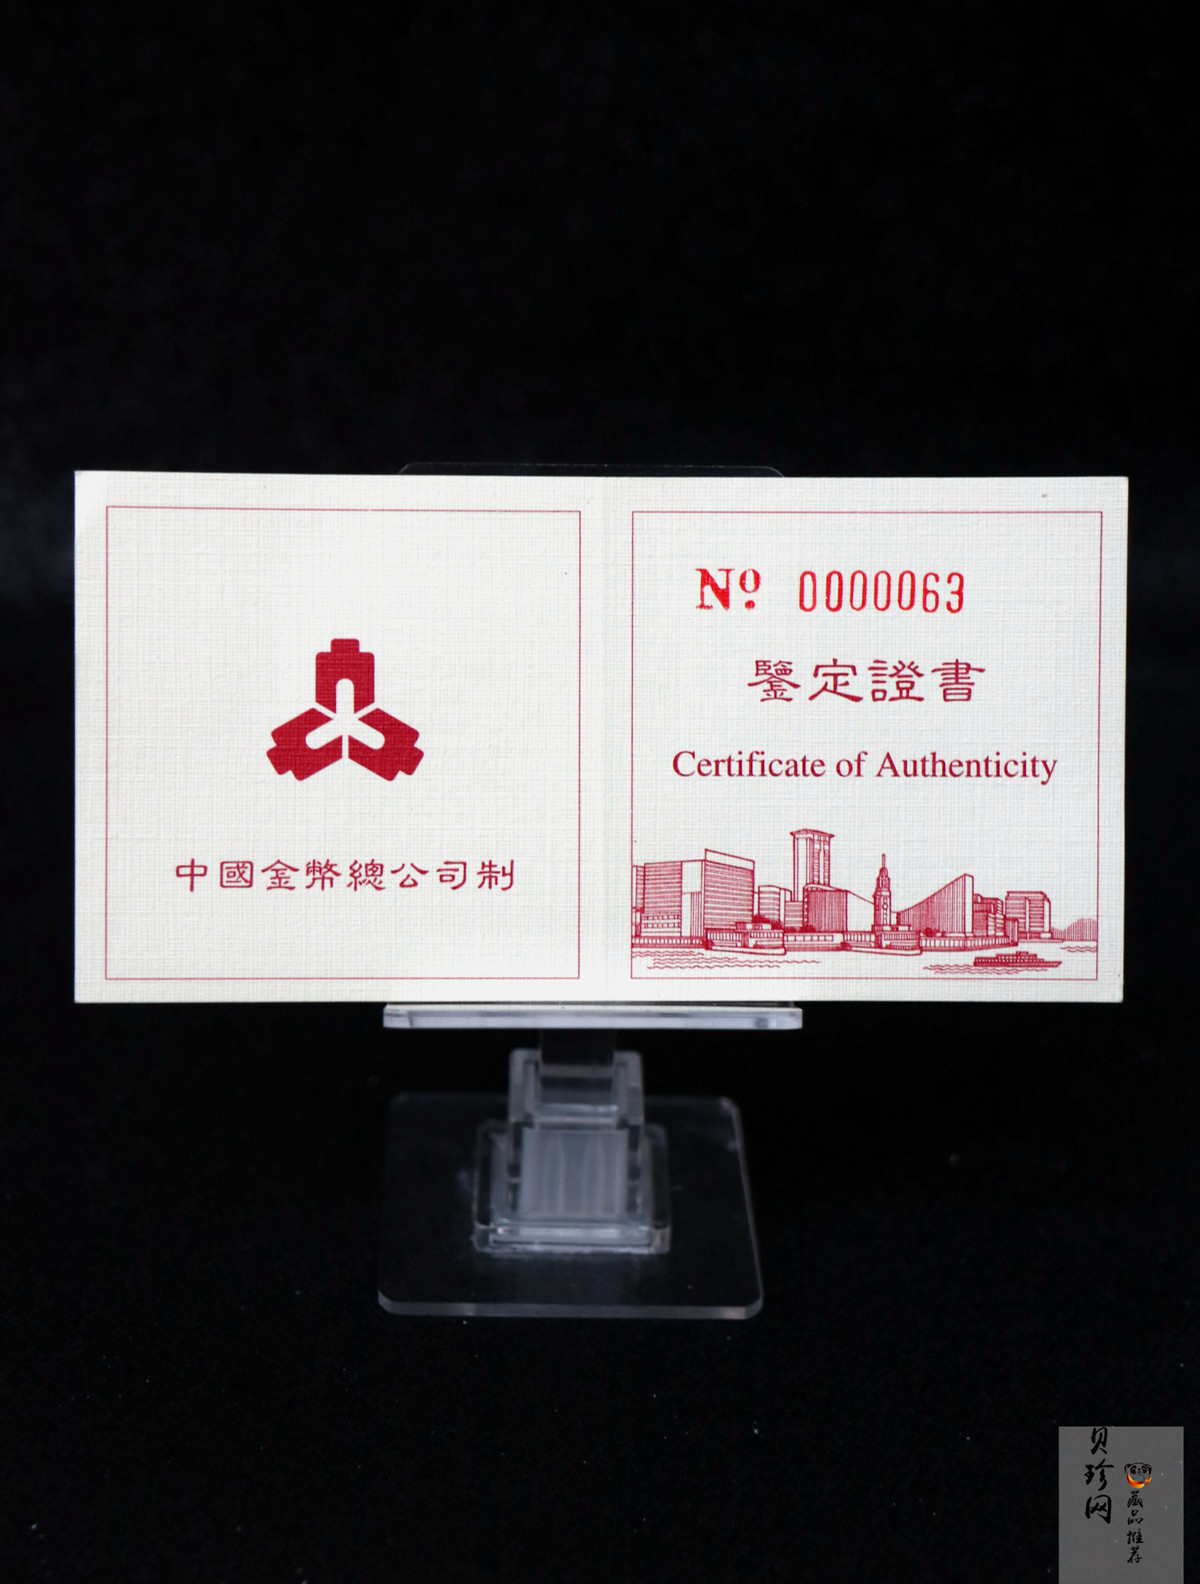 中國金幣總公司制
Nº 0000063
鑒定證書
Certificate of Authenticity
贝珍网
藏品推荐